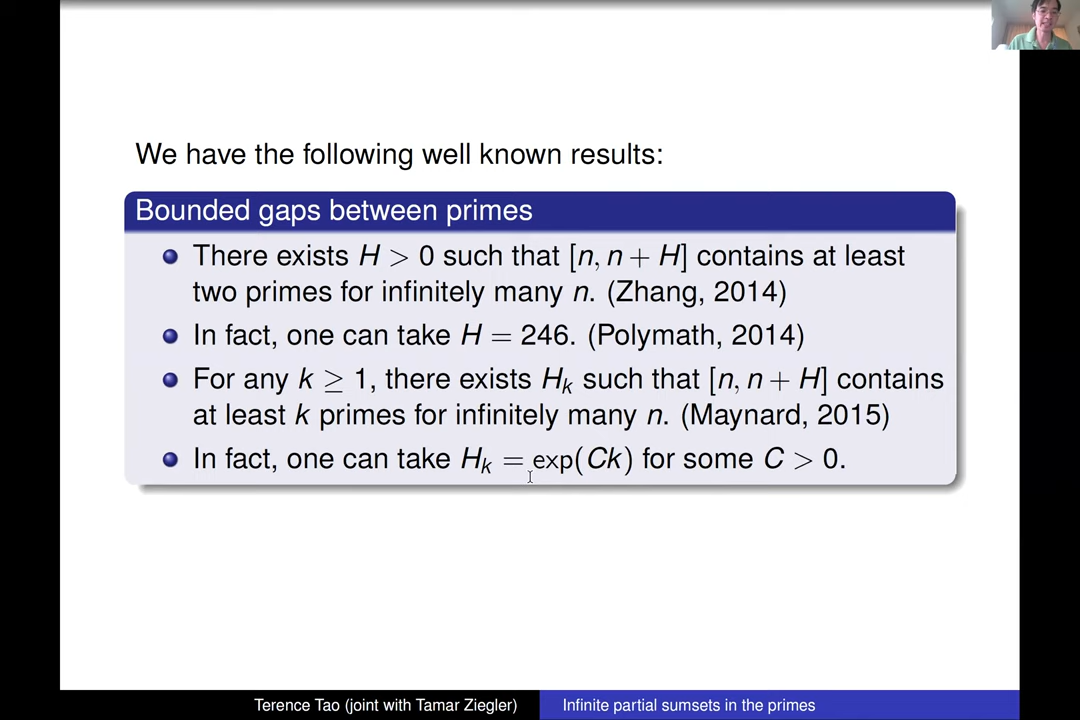 We have the following well known results:
Bounded gaps between primes
There exists H > 0 such that [n, n + H] contains at least
two primes for infinitely many n. (Zhang, 2014)
In fact, one can take H = 246. (Polymath, 2014)
For any k ≥ 1, there exists H_k such that [n, n + H] contains
at least k primes for infinitely many n. (Maynard, 2015)
In fact, one can take H_k = exp(Ck) for some C > 0.
Terence Tao (joint with Tamar Ziegler)
Infinite partial sumsets in the primes